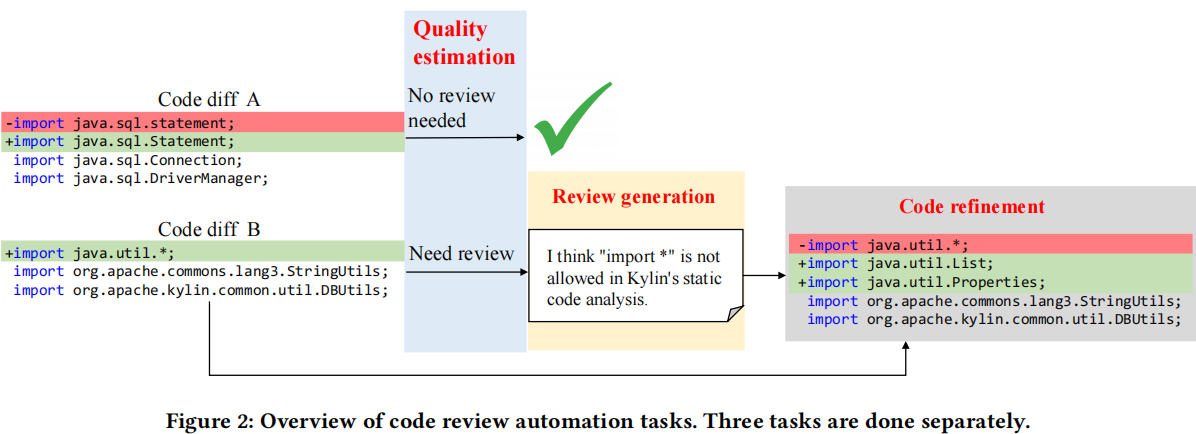 Quality
estimation
Code diff A
-import java.sql.statement;
+import java.sql.Statement;
import java.sql.Connection;
import java.sql.DriverManager;
No review
needed
Code diff B
+import java.util.*;
import org.apache.commons.lang3.StringUtils;
import org.apache.kylin.common.util.DBUtils;
Need review
Review generation
I think "import *" is not
allowed in Kylin's static
code analysis.
Code refinement
-import java.util.*;
+import java.util.List;
+import java.util.Properties;
import org.apache.commons.lang3.StringUtils;
import org.apache.kylin.common.util.DBUtils;
Figure 2: Overview of code review automation tasks. Three tasks are done separately.